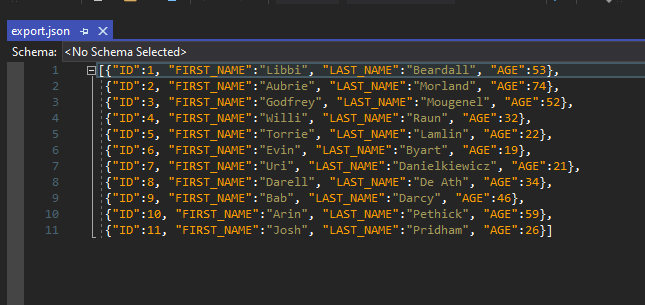 export.json
Schema: <No Schema Selected>
1 [{"ID":1, "FIRST_NAME":"Libbi", "LAST_NAME":"Beardall", "AGE":53},
2 {"ID":2, "FIRST_NAME":"Aubrie", "LAST_NAME":"Morland", "AGE":74},
3 {"ID":3, "FIRST_NAME":"Godfrey", "LAST_NAME":"Mougenel", "AGE":52},
4 {"ID":4, "FIRST_NAME":"Willi", "LAST_NAME":"Raun", "AGE":32},
5 {"ID":5, "FIRST_NAME":"Torrie", "LAST_NAME":"Lamlin", "AGE":22},
6 {"ID":6, "FIRST_NAME":"Evin", "LAST_NAME":"Byart", "AGE":19},
7 {"ID":7, "FIRST_NAME":"Uri", "LAST_NAME":"Danielkiewicz", "AGE":21},
8 {"ID":8, "FIRST_NAME":"Darell", "LAST_NAME":"De Ath", "AGE":34},
9 {"ID":9, "FIRST_NAME":"Bab", "LAST_NAME":"Darcy", "AGE":46},
10 {"ID":10, "FIRST_NAME":"Arin", "LAST_NAME":"Pethick", "AGE":59},
11 {"ID":11, "FIRST_NAME":"Josh", "LAST_NAME":"Pridham", "AGE":26}]